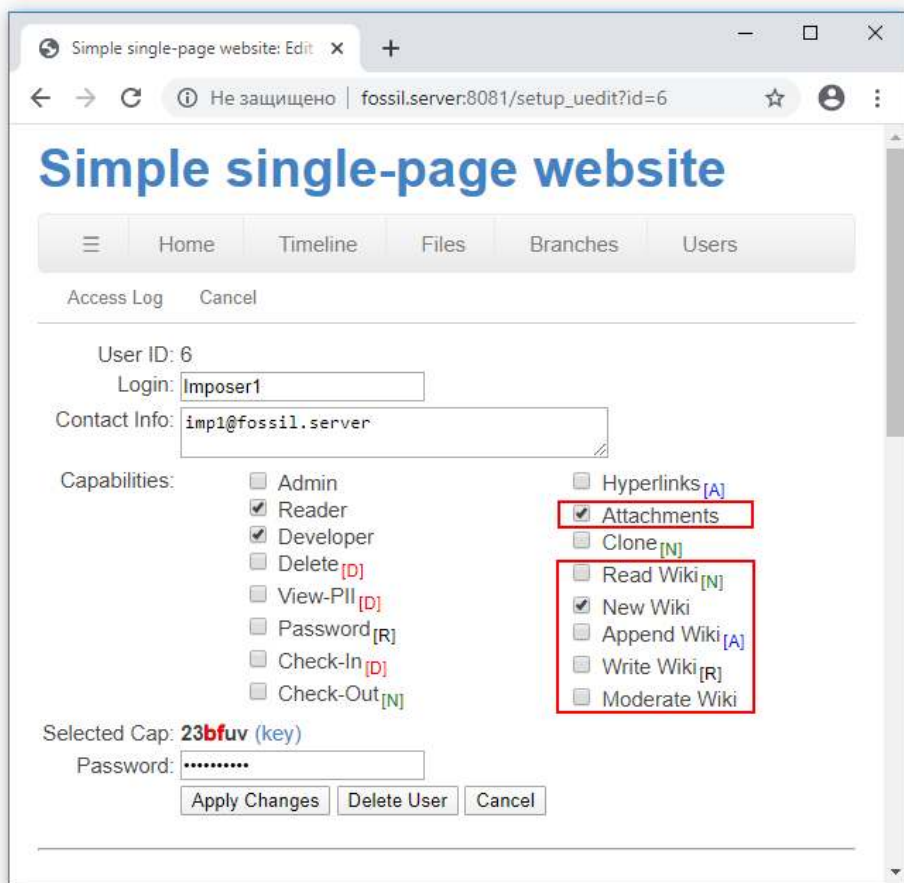 Simple single-page website: Edit
Не защищено | fossil.server:8081/setup_uedit?id=6
Simple single-page website
☰ Home Timeline Files Branches Users
Access Log Cancel
User ID: 6
Login: Imposer1
Contact Info: imp1@fossil.server
Capabilities:
Admin
Reader
Developer
Delete[D]
View-PII[D]
Password[R]
Check-In[D]
Check-Out[N]
Hyperlinks[A]
Attachments
Clone[N]
Read Wiki[N]
New Wiki
Append Wiki[A]
Write Wiki[R]
Moderate Wiki
Selected Cap: 23bfuv (key)
Password: ••••••••••
Apply Changes Delete User Cancel